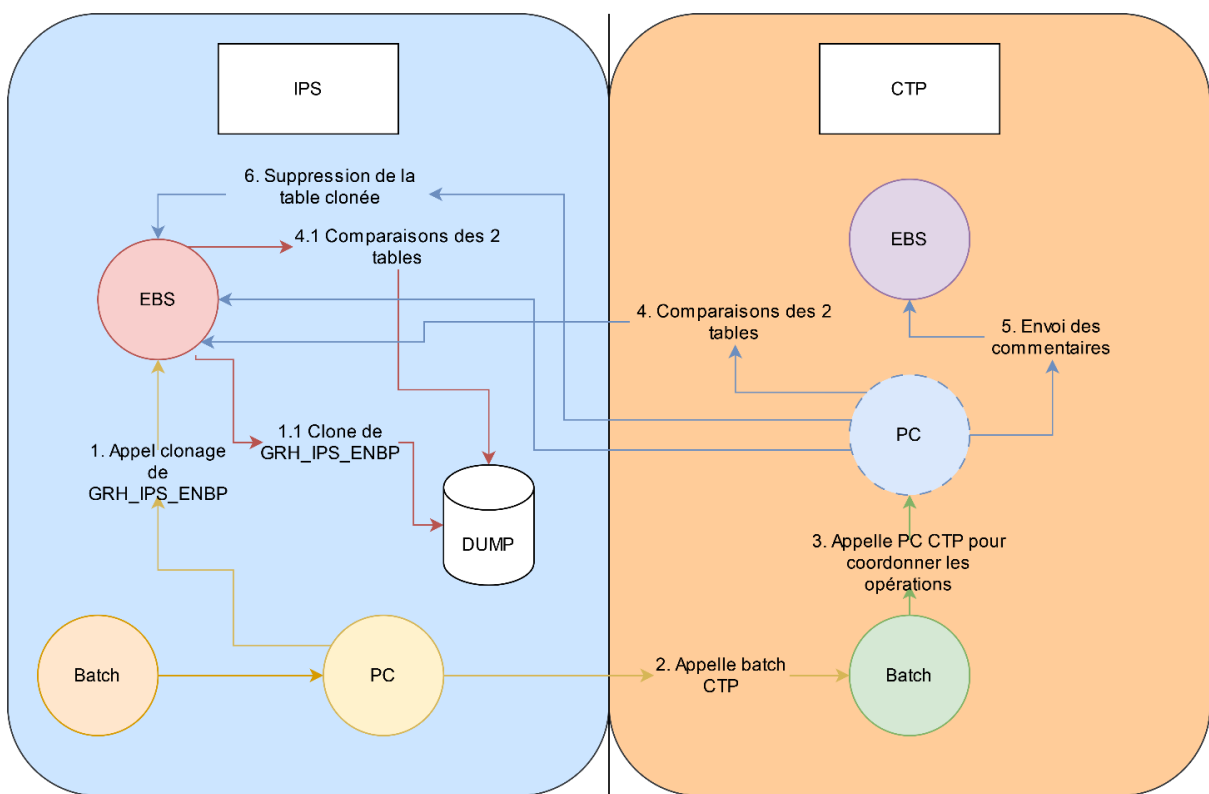 IPS
CTP
6. Suppression de la
table clonée
4.1 Comparaisons des 2
tables
EBS
EBS
4. Comparaisons des 2
tables
5. Envoi des
commentaires
PC
1. Appel clonage
de
GRH_IPS_ENBP
1.1 Clone de
GRH_IPS_ENBP
DUMP
3. Appelle PC CTP pour
coordonner les
opérations
Batch
PC
2. Appelle batch
CTP
Batch